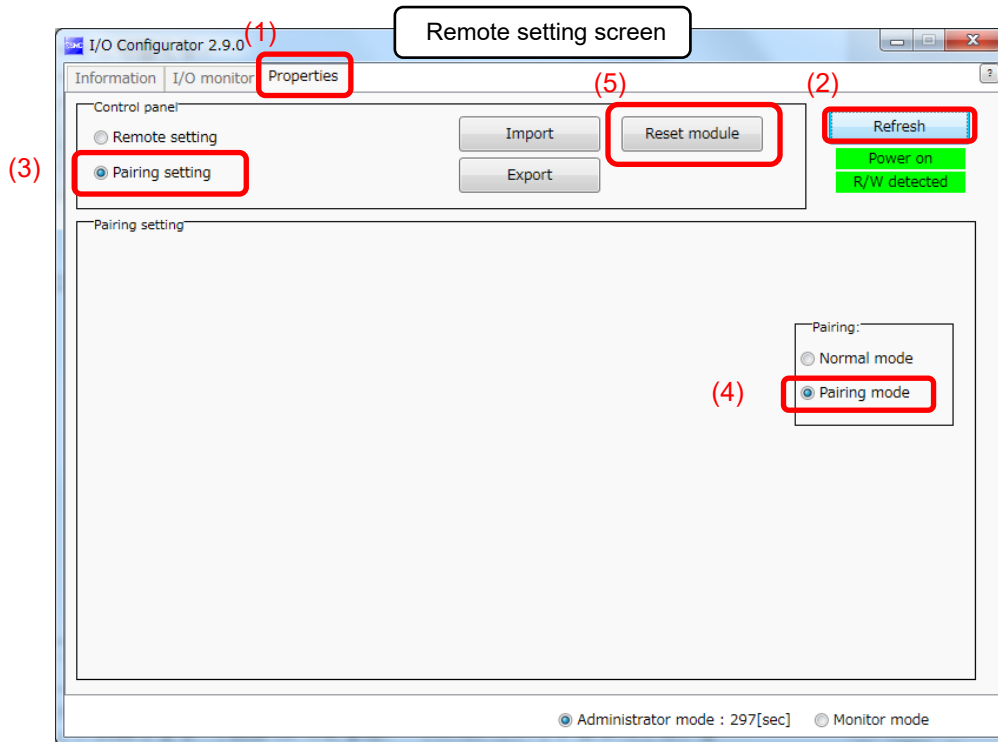 Remote setting screen
(1)
I/O Configurator 2.9.0
Information
I/O monitor
Properties
?
(5)
(2)
Control panel
Remote setting
Import
Reset module
Refresh
(3)
Pairing setting
Export
Power on
R/W detected
Pairing setting
Pairing:
Normal mode
(4)
Pairing mode
Administrator mode : 297[sec]
Monitor mode